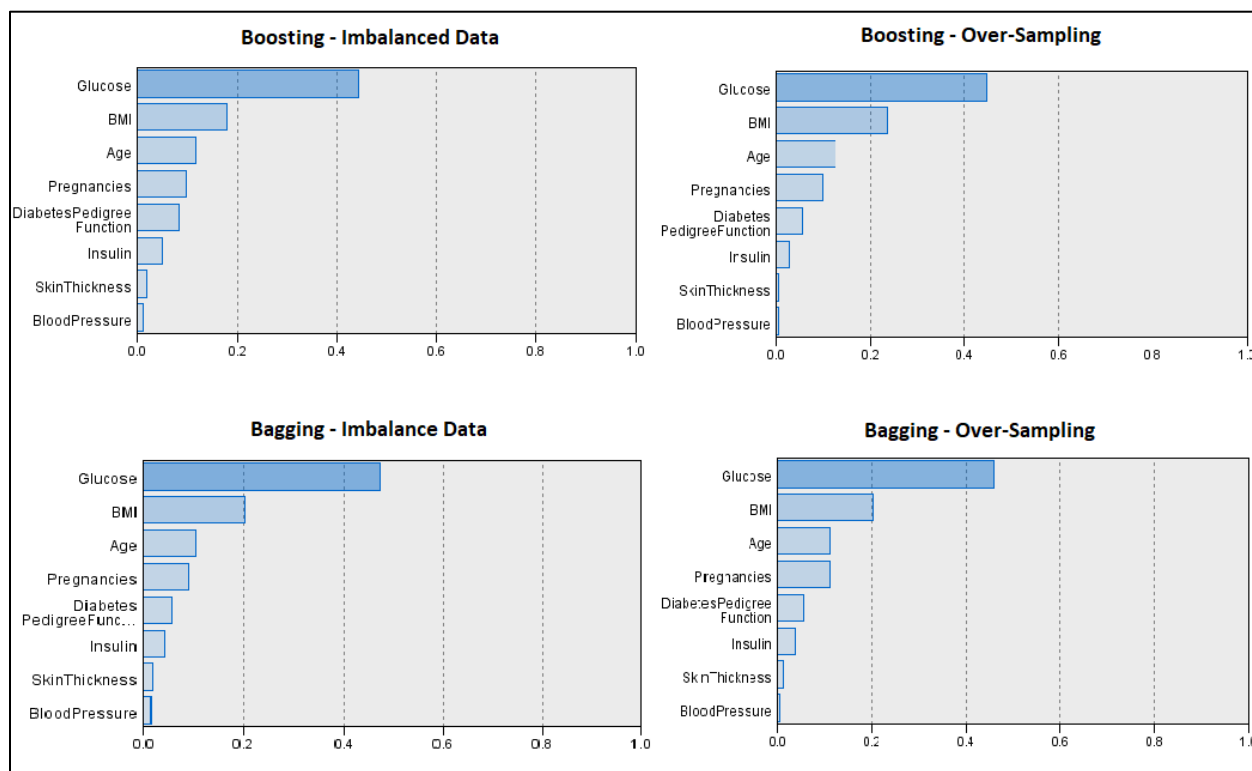 Boosting - Imbalanced Data
Glucose
BMI
Age
Pregnancies
DiabetesPedigree
Function
Insulin
SkinThickness
BloodPressure
0.0 0.2 0.4 0.6 0.8 1.0
Boosting - Over-Sampling
Glucose
BMI
Age
Pregnancies
Diabetes
PedigreeFunction
Insulin
SkinThickness
BloodPressure
0.0 0.2 0.4 0.6 0.8 1.0
Bagging - Imbalance Data
Glucose
BMI
Age
Pregnancies
Diabetes
PedigreeFunc...
Insulin
SkinThickness
BloodPressure
0.0 0.2 0.4 0.6 0.8 1.0
Bagging - Over-Sampling
Glucose
BMI
Age
Pregnancies
DiabetesPedigree
Function
Insulin
SkinThickness
BloodPressure
0.0 0.2 0.4 0.6 0.8 1.0